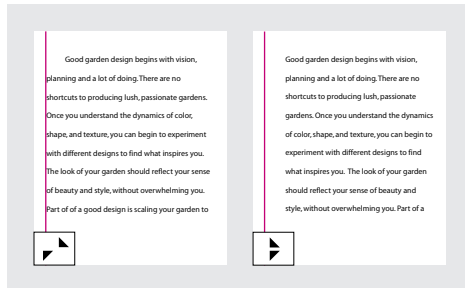 Good garden design begins with vision,
planning and a lot of doing. There are no
shortcuts to producing lush, passionate gardens.
Once you understand the dynamics of color,
shape, and texture, you can begin to experiment
with different designs to find what inspires you.
The look of your garden should reflect your sense
of beauty and style, without overwhelming you.
Part of of a good design is scaling your garden to
Good garden design begins with vision,
planning and a lot of doing. There are no
shortcuts to producing lush, passionate
gardens. Once you understand the dynamics
of color, shape, and texture, you can begin to
experiment with different designs to find
what inspires you. The look of your garden
should reflect your sense of beauty and
style, without overwhelming you. Part of a